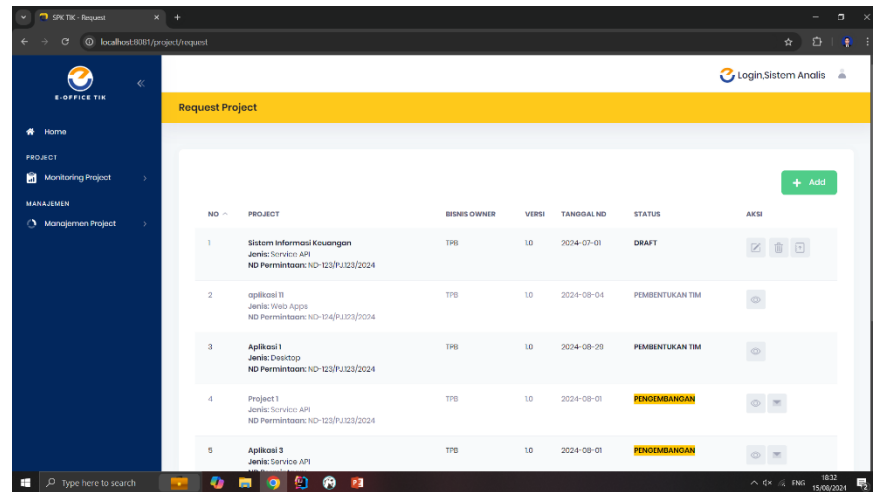 SPK TIK - Request
localhost:8081/project/request
E-OFFICE TIK
Login,Sistem Analis
Request Project
Home
PROJECT
Monitoring Project
MANAJEMEN
Manajemen Project
+ Add
NO PROJECT BISNIS OWNER VERSI TANGGAL ND STATUS AKSI
1 Sistem Informasi Keuangan TPB 1.0 2024-07-01 DRAFT
Jenis: Service API
ND Permintaan: ND-123/PJ.123/2024
2 aplikasi 11 TPB 1.0 2024-08-04 PEMBENTUKAN TIM
Jenis: Web Apps
ND Permintaan: ND-124/PJ.123/2024
3 Aplikasi 1 TPB 1.0 2024-08-20 PEMBENTUKAN TIM
Jenis: Desktop
ND Permintaan: ND-123/PJ.123/2024
4 Project 1 TPB 1.0 2024-08-01 PENGEMBANGAN
Jenis: Service API
ND Permintaan: ND-123/PJ.123/2024
5 Aplikasi 3 TPB 1.0 2024-08-01 PENGEMBANGAN
Jenis: Service API
Type here to search
ENG
18:32
15/08/2024